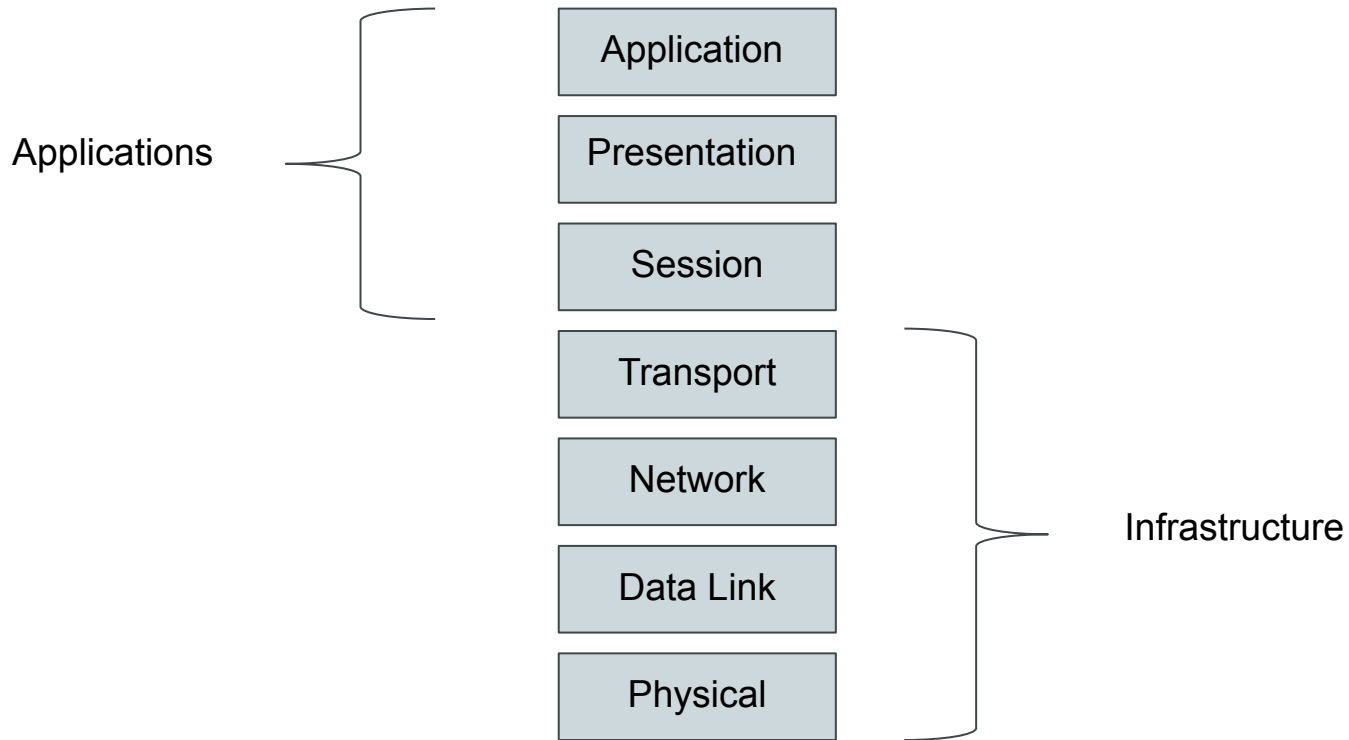 Application
Applications
Presentation
Session
Transport
Network
Infrastructure
Data Link
Physical